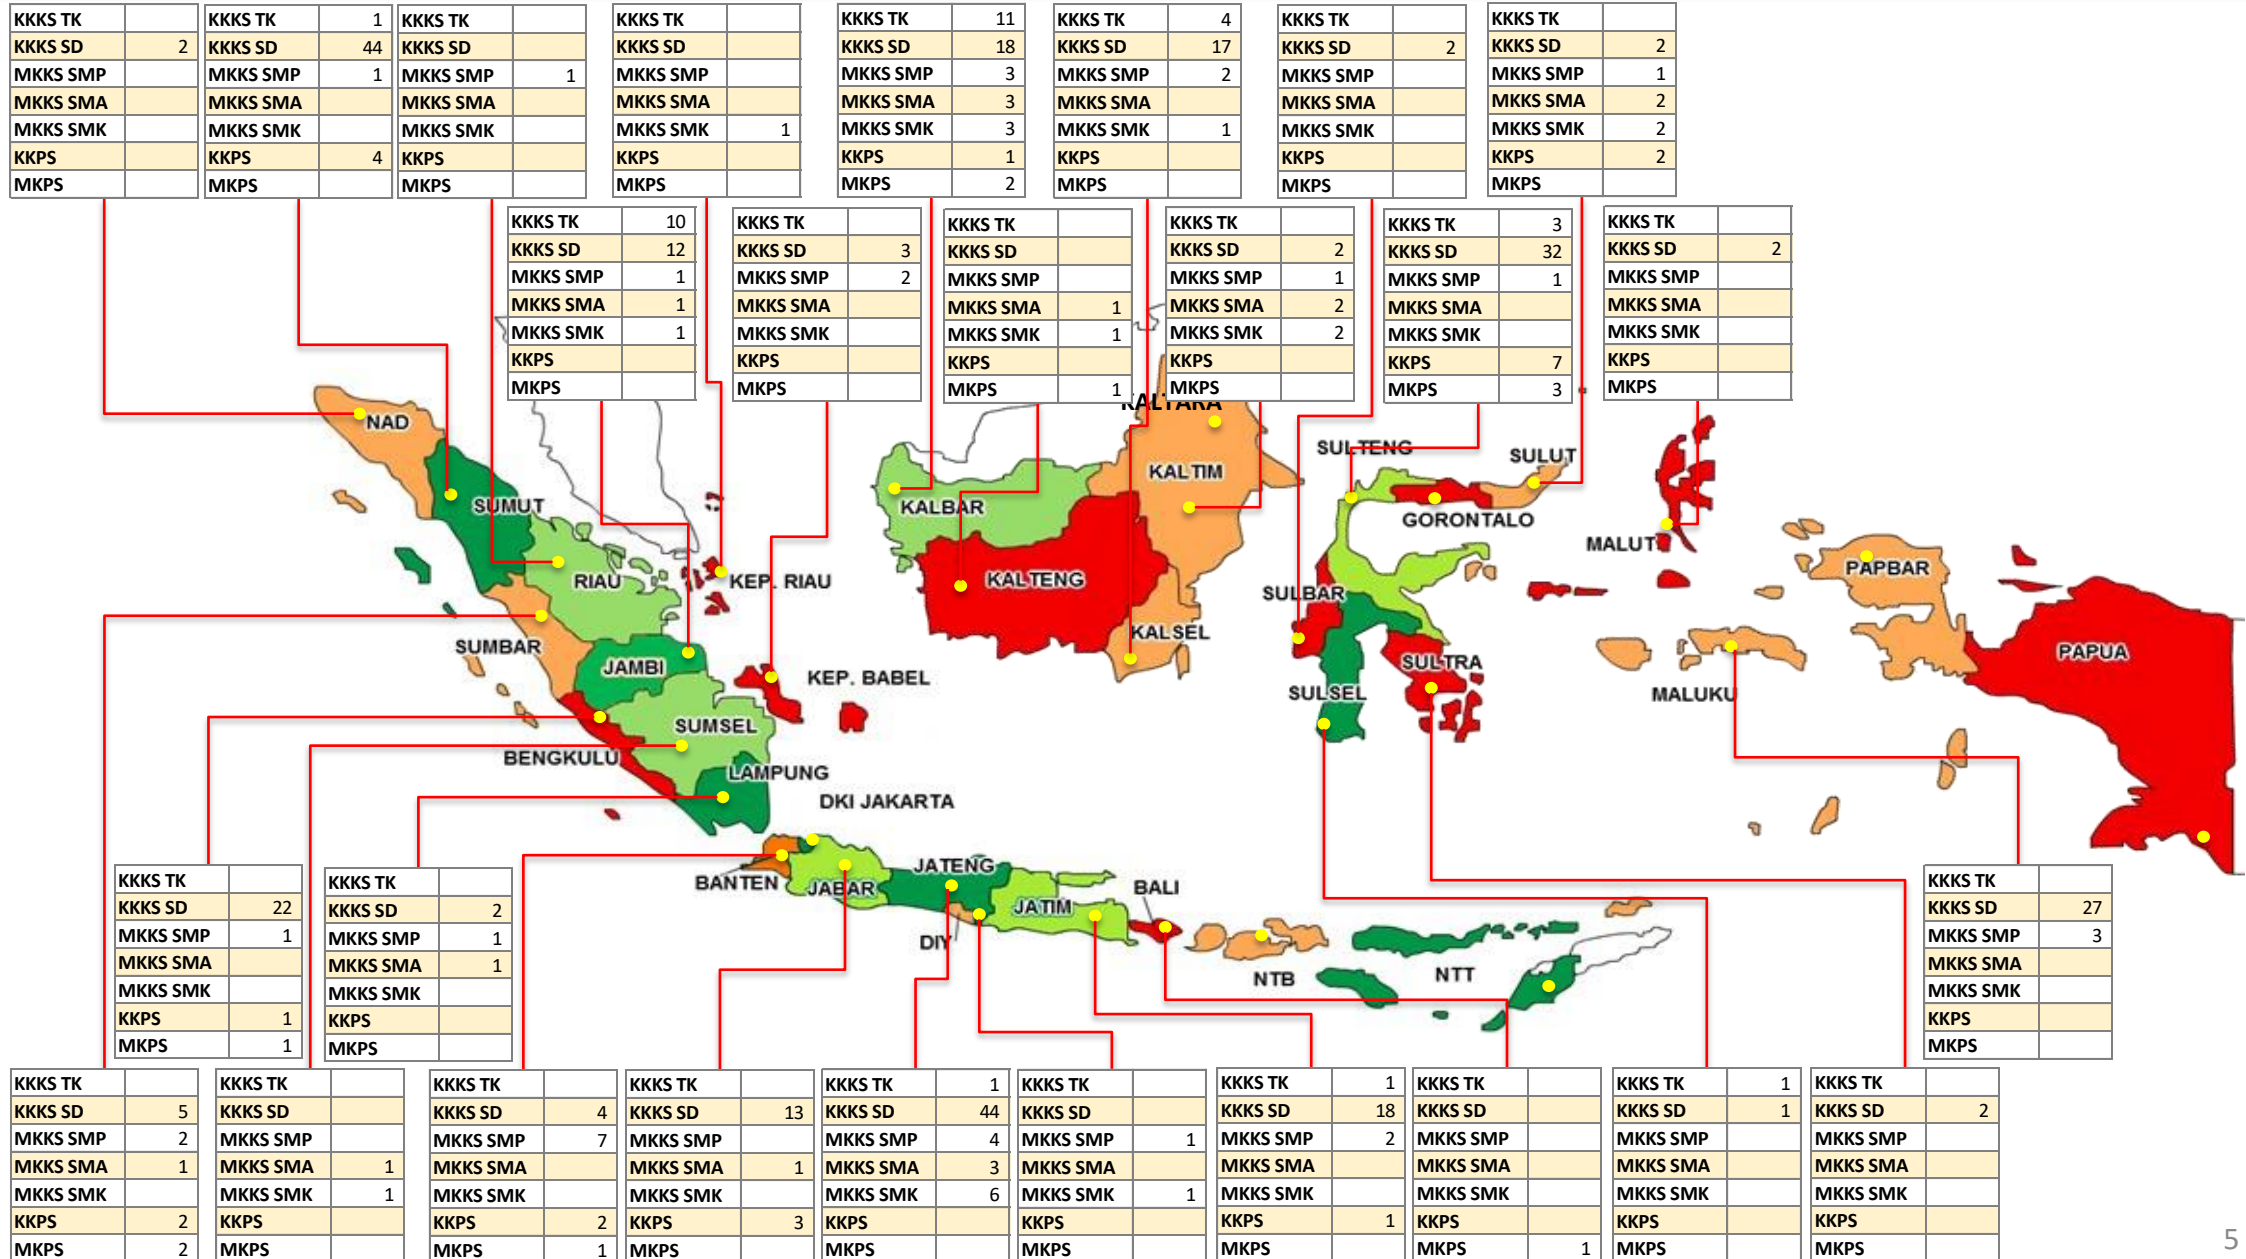 KKKS TK
KKKS SD 2
MKKS SMP
MKKS SMA
MKKS SMK
KKPS
MKPS
KKKS TK 1
KKKS SD 44
MKKS SMP 1
MKKS SMA
MKKS SMK
KKPS 4
MKPS
KKKS TK
KKKS SD
MKKS SMP 1
MKKS SMA
MKKS SMK
KKPS
MKPS
KKKS TK
KKKS SD
MKKS SMP
MKKS SMA
MKKS SMK 1
KKPS
MKPS
KKKS TK 11
KKKS SD 18
MKKS SMP 3
MKKS SMA 3
MKKS SMK 3
KKPS 1
MKPS 2
KKKS TK 4
KKKS SD 17
MKKS SMP 2
MKKS SMA
MKKS SMK 1
KKPS
MKPS
KKKS TK
KKKS SD 2
MKKS SMP
MKKS SMA
MKKS SMK
KKPS
MKPS
KKKS TK
KKKS SD 2
MKKS SMP 1
MKKS SMA 2
MKKS SMK 2
KKPS 2
MKPS
KKKS TK 10
KKKS SD 12
MKKS SMP 1
MKKS SMA 1
MKKS SMK 1
KKPS
MKPS
KKKS TK
KKKS SD 3
MKKS SMP 2
MKKS SMA
MKKS SMK
KKPS
MKPS
KKKS TK
KKKS SD
MKKS SMP
MKKS SMA 1
MKKS SMK 1
KKPS
MKPS 1
KKKS TK
KKKS SD 2
MKKS SMP 1
MKKS SMA 2
MKKS SMK 2
KKPS
MKPS
KKKS TK 3
KKKS SD 32
MKKS SMP 1
MKKS SMA
MKKS SMK
KKPS 7
MKPS 3
KKKS TK
KKKS SD 2
MKKS SMP
MKKS SMA
MKKS SMK
KKPS
MKPS
KALTARA
NAD
SUMUT
RIAU
KEP. RIAU
SUMBAR
JAMBI
KEP. BABEL
SUMSEL
BENGKULU
LAMPUNG
DKI JAKARTA
KALBAR
KALTIM
KALTENG
KALSEL
SULTENG
SULUT
GORONTALO
SULBAR
SULTRA
SULSEL
MALUT
PAPBAR
MALUKU
PAPUA
BANTEN
JABAR
JATENG
DIY
JATIM
BALI
NTB
NTT
KKKS TK
KKKS SD 22
MKKS SMP 1
MKKS SMA
MKKS SMK
KKPS 1
MKPS 1
KKKS TK
KKKS SD 2
MKKS SMP 1
MKKS SMA 1
MKKS SMK
KKPS
MKPS
KKKS TK
KKKS SD 27
MKKS SMP 3
MKKS SMA
MKKS SMK
KKPS
MKPS
KKKS TK
KKKS SD 5
MKKS SMP 2
MKKS SMA 1
MKKS SMK
KKPS 2
MKPS 2
KKKS TK
KKKS SD
MKKS SMP
MKKS SMA 1
MKKS SMK 1
KKPS
MKPS
KKKS TK
KKKS SD 4
MKKS SMP 7
MKKS SMA
MKKS SMK
KKPS 2
MKPS 1
KKKS TK
KKKS SD 13
MKKS SMP
MKKS SMA 1
MKKS SMK
KKPS 3
MKPS
KKKS TK 1
KKKS SD 44
MKKS SMP 4
MKKS SMA 3
MKKS SMK 6
KKPS
MKPS
KKKS TK
KKKS SD
MKKS SMP 1
MKKS SMA
MKKS SMK 1
KKPS
MKPS
KKKS TK 1
KKKS SD 18
MKKS SMP 2
MKKS SMA
MKKS SMK
KKPS 1
MKPS
KKKS TK
KKKS SD
MKKS SMP
MKKS SMA
MKKS SMK
KKPS
MKPS 1
KKKS TK 1
KKKS SD 1
MKKS SMP
MKKS SMA
MKKS SMK
KKPS
MKPS
KKKS TK
KKKS SD 2
MKKS SMP
MKKS SMA
MKKS SMK
KKPS
MKPS
5